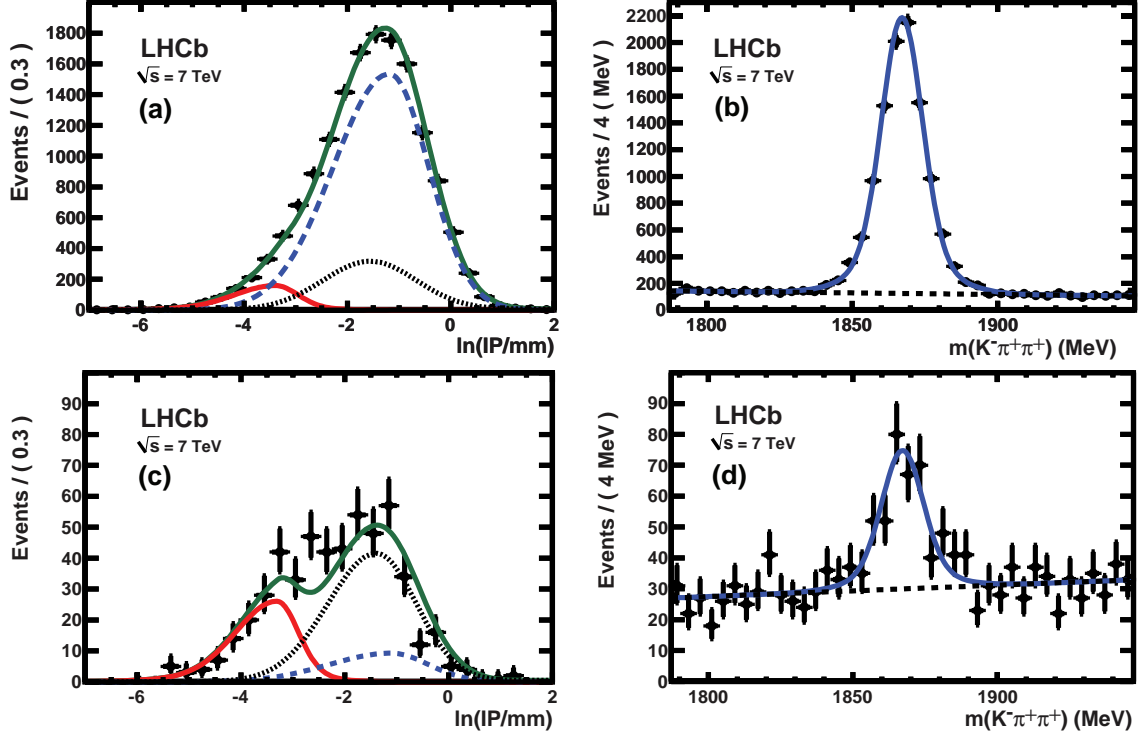 Events / ( 0.3 )
1800
1600
1400
1200
1000
800
600
400
200
0
LHCb
√s = 7 TeV
(a)
-6 -4 -2 0 2
ln(IP/mm)
Events / 4 ( MeV )
2200
2000
1800
1600
1400
1200
1000
800
600
400
200
0
LHCb
√s = 7 TeV
(b)
1800 1850 1900
m(K⁻π⁺π⁺) (MeV)
Events / ( 0.3 )
90
80
70
60
50
40
30
20
10
0
LHCb
√s = 7 TeV
(c)
-6 -4 -2 0 2
ln(IP/mm)
Events / ( 4 MeV )
90
80
70
60
50
40
30
20
10
0
LHCb
√s = 7 TeV
(d)
1800 1850 1900
m(K⁻π⁺π⁺) (MeV)